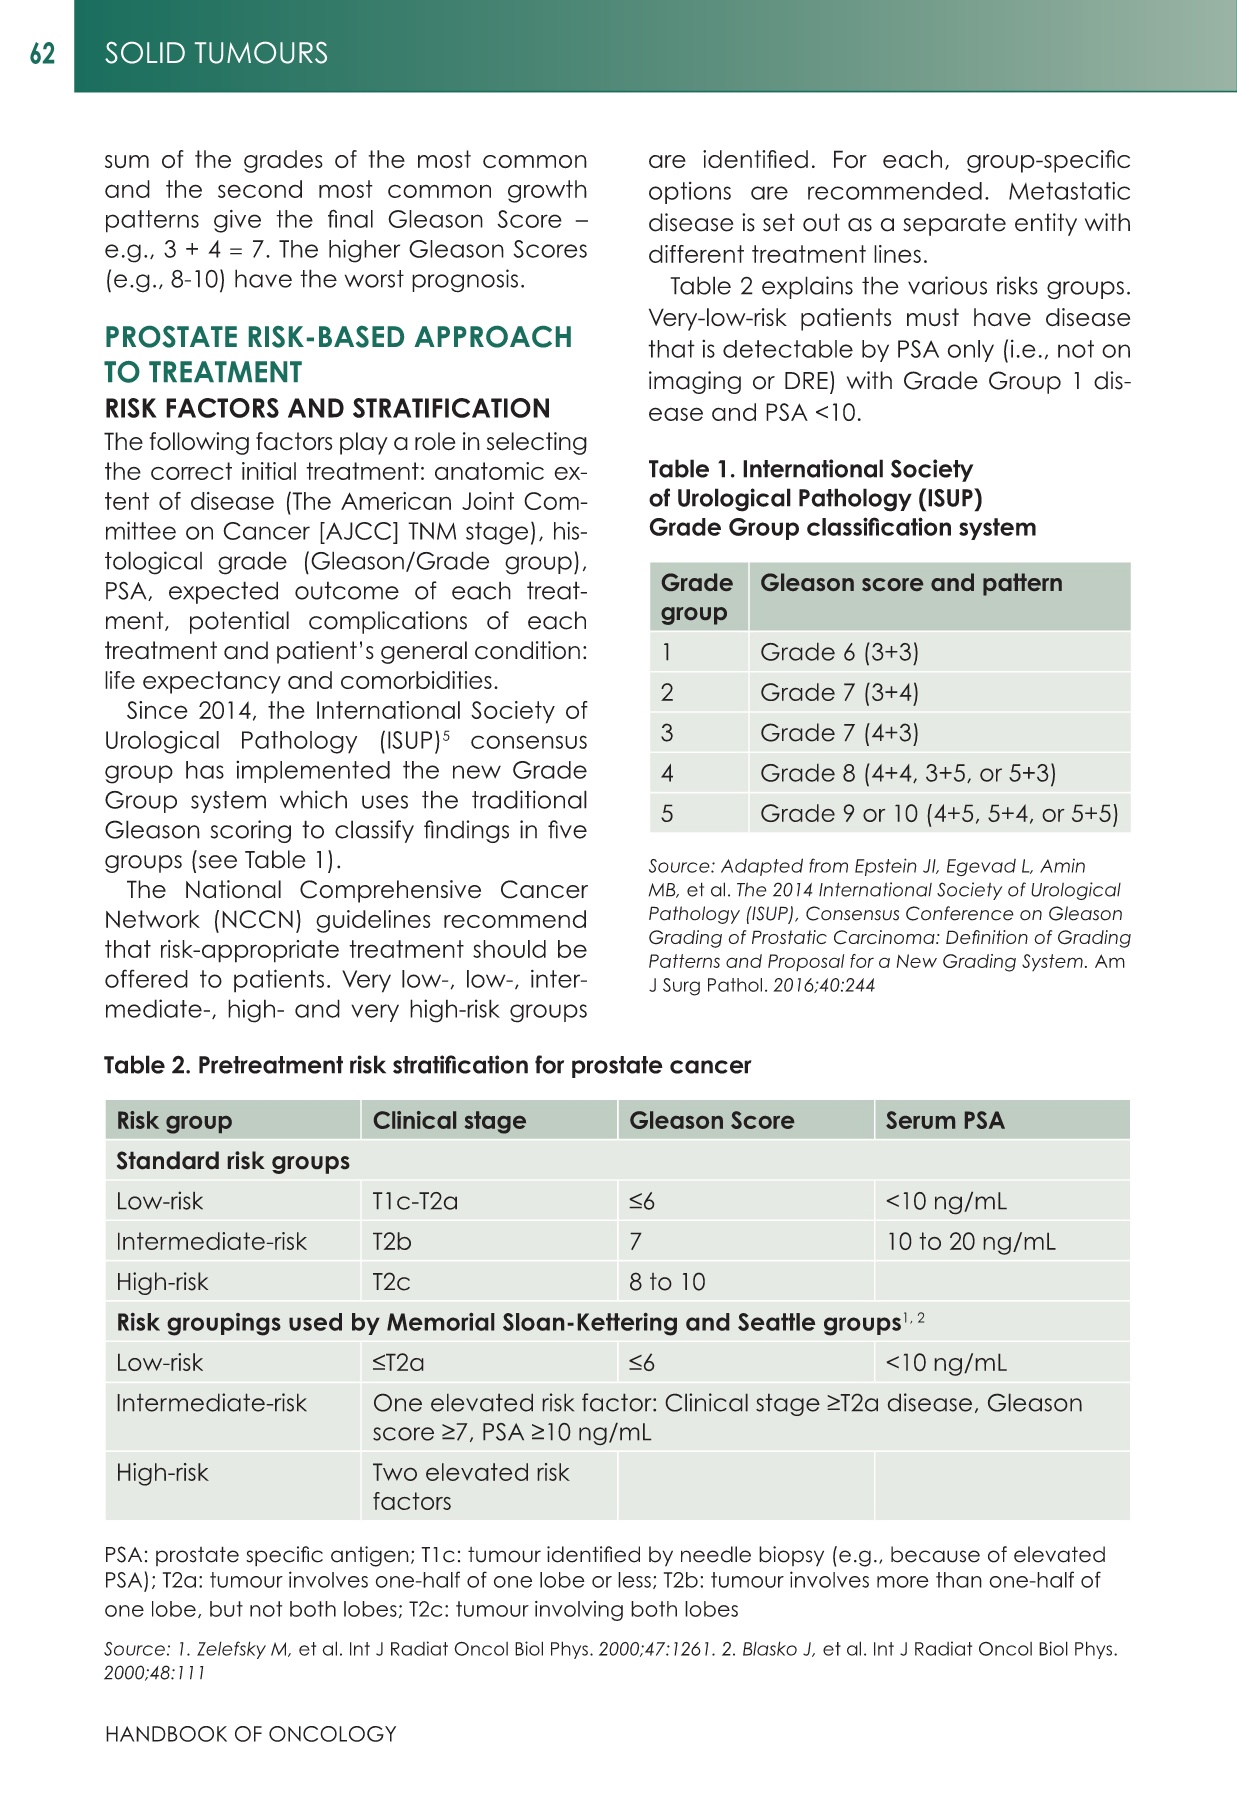 62
SOLID TUMOURS
sum of the grades of the most common
and the second most common growth
patterns give the final Gleason Score –
e.g., 3 + 4 = 7. The higher Gleason Scores
(e.g., 8-10) have the worst prognosis.
PROSTATE RISK-BASED APPROACH
TO TREATMENT
RISK FACTORS AND STRATIFICATION
The following factors play a role in selecting
the correct initial treatment: anatomic ex-
tent of disease (The American Joint Com-
mittee on Cancer [AJCC] TNM stage), his-
tological grade (Gleason/Grade group),
PSA, expected outcome of each treat-
ment, potential complications of each
treatment and patient’s general condition:
life expectancy and comorbidities.
Since 2014, the International Society of
Urological Pathology (ISUP)5 consensus
group has implemented the new Grade
Group system which uses the traditional
Gleason scoring to classify findings in five
groups (see Table 1).
The National Comprehensive Cancer
Network (NCCN) guidelines recommend
that risk-appropriate treatment should be
offered to patients. Very low-, low-, inter-
mediate-, high- and very high-risk groups
are identified. For each, group-specific
options are recommended. Metastatic
disease is set out as a separate entity with
different treatment lines.
Table 2 explains the various risks groups.
Very-low-risk patients must have disease
that is detectable by PSA only (i.e., not on
imaging or DRE) with Grade Group 1 dis-
ease and PSA <10.
Table 1. International Society
of Urological Pathology (ISUP)
Grade Group classification system
Grade group Gleason score and pattern
1 Grade 6 (3+3)
2 Grade 7 (3+4)
3 Grade 7 (4+3)
4 Grade 8 (4+4, 3+5, or 5+3)
5 Grade 9 or 10 (4+5, 5+4, or 5+5)
Source: Adapted from Epstein JI, Egevad L, Amin
MB, et al. The 2014 International Society of Urological
Pathology (ISUP), Consensus Conference on Gleason
Grading of Prostatic Carcinoma: Definition of Grading
Patterns and Proposal for a New Grading System. Am
J Surg Pathol. 2016;40:244
Table 2. Pretreatment risk stratification for prostate cancer
Risk group Clinical stage Gleason Score Serum PSA
Standard risk groups
Low-risk T1c-T2a ≤6 <10 ng/mL
Intermediate-risk T2b 7 10 to 20 ng/mL
High-risk T2c 8 to 10
Risk groupings used by Memorial Sloan-Kettering and Seattle groups1, 2
Low-risk ≤T2a ≤6 <10 ng/mL
Intermediate-risk One elevated risk factor: Clinical stage ≥T2a disease, Gleason
score ≥7, PSA ≥10 ng/mL
High-risk Two elevated risk
factors
PSA: prostate specific antigen; T1c: tumour identified by needle biopsy (e.g., because of elevated
PSA); T2a: tumour involves one-half of one lobe or less; T2b: tumour involves more than one-half of
one lobe, but not both lobes; T2c: tumour involving both lobes
Source: 1. Zelefsky M, et al. Int J Radiat Oncol Biol Phys. 2000;47:1261. 2. Blasko J, et al. Int J Radiat Oncol Biol Phys.
2000;48:111
HANDBOOK OF ONCOLOGY